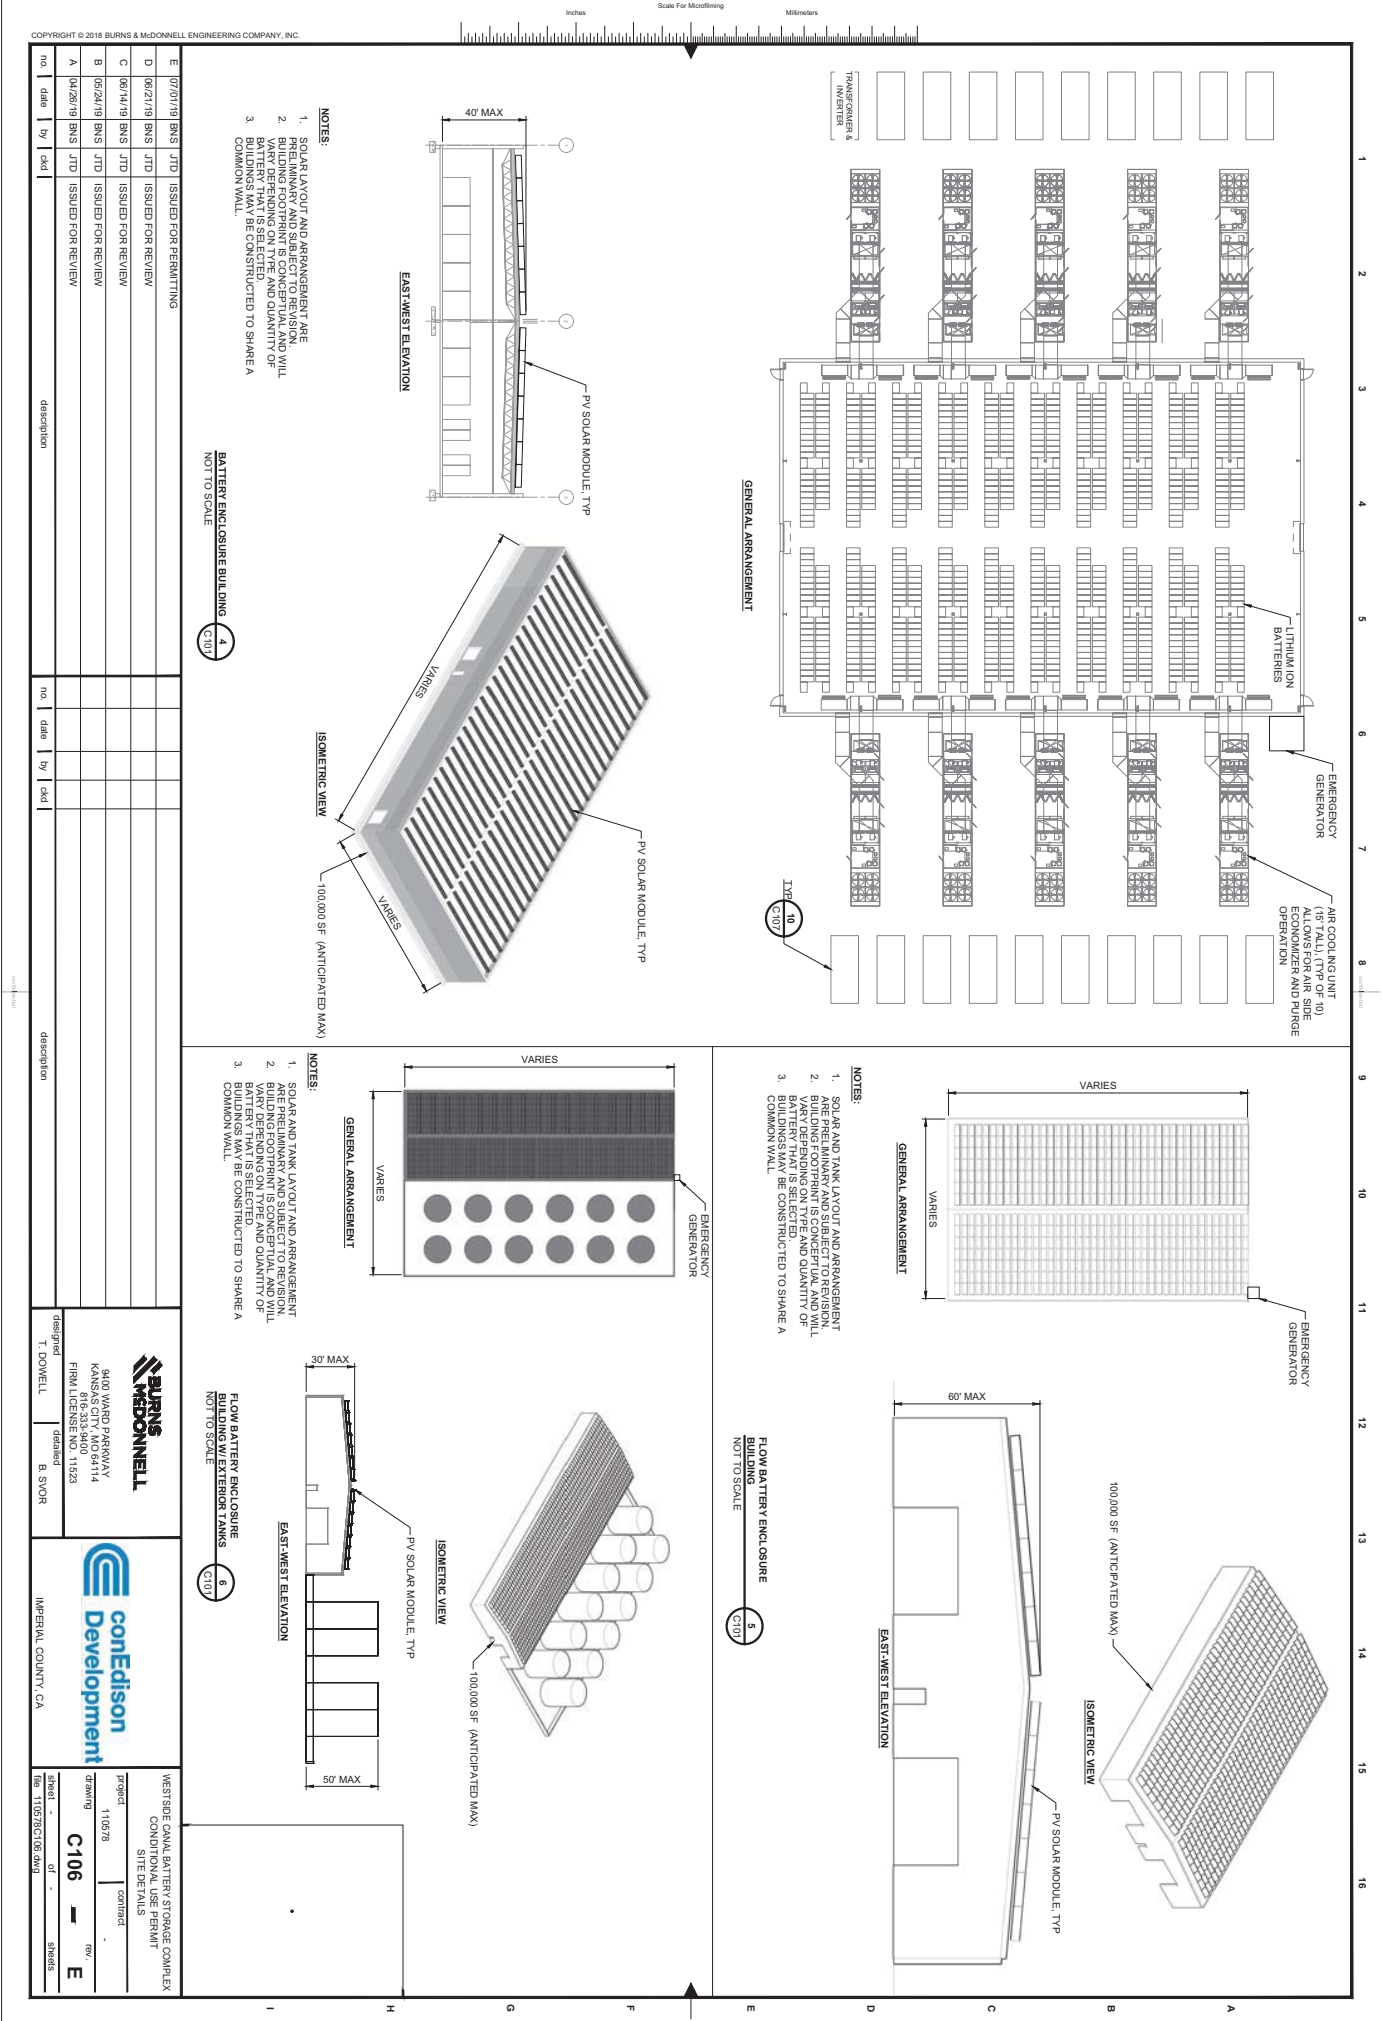 Scale For Microfilming
Inches
Millimeters
COPYRIGHT © 2018 BURNS & McDONNELL ENGINEERING COMPANY, INC.
1
2
3
4
5
6
7
8
9
10
11
12
13
14
15
16
A
B
C
D
E
F
G
H
I
TRANSFORMER &
INVERTER
LITHIUM ION
BATTERIES
EMERGENCY
GENERATOR
AIR COOLING UNIT
(15' TALL), (TYP OF 10)
ALLOWS FOR AIR SIDE
ECONOMIZER AND PURGE
OPERATION
TYP
10
C107
GENERAL ARRANGEMENT
40' MAX
1
2
3
PV SOLAR MODULE, TYP
EAST-WEST ELEVATION
NOTES:
1. SOLAR LAYOUT AND ARRANGEMENT ARE
PRELIMINARY AND SUBJECT TO REVISION.
2. BUILDING FOOTPRINT IS CONCEPTUAL AND WILL
VARY DEPENDING ON TYPE AND QUANTITY OF
BATTERY THAT IS SELECTED.
3. BUILDINGS MAY BE CONSTRUCTED TO SHARE A
COMMON WALL.
VARIES
VARIES
PV SOLAR MODULE, TYP
100,000 SF (ANTICIPATED MAX)
ISOMETRIC VIEW
BATTERY ENCLOSURE BUILDING
NOT TO SCALE
4
C101
VARIES
VARIES
EMERGENCY
GENERATOR
GENERAL ARRANGEMENT
NOTES:
1. SOLAR AND TANK LAYOUT AND ARRANGEMENT
ARE PRELIMINARY AND SUBJECT TO REVISION.
2. BUILDING FOOTPRINT IS CONCEPTUAL AND WILL
VARY DEPENDING ON TYPE AND QUANTITY OF
BATTERY THAT IS SELECTED.
3. BUILDINGS MAY BE CONSTRUCTED TO SHARE A
COMMON WALL.
100,000 SF (ANTICIPATED MAX)
ISOMETRIC VIEW
60' MAX
PV SOLAR MODULE, TYP
EAST-WEST ELEVATION
FLOW BATTERY ENCLOSURE
BUILDING
NOT TO SCALE
5
C101
VARIES
VARIES
EMERGENCY
GENERATOR
GENERAL ARRANGEMENT
NOTES:
1. SOLAR AND TANK LAYOUT AND ARRANGEMENT
ARE PRELIMINARY AND SUBJECT TO REVISION.
2. BUILDING FOOTPRINT IS CONCEPTUAL AND WILL
VARY DEPENDING ON TYPE AND QUANTITY OF
BATTERY THAT IS SELECTED.
3. BUILDINGS MAY BE CONSTRUCTED TO SHARE A
COMMON WALL.
100,000 SF (ANTICIPATED MAX)
ISOMETRIC VIEW
30' MAX
50' MAX
PV SOLAR MODULE, TYP
EAST-WEST ELEVATION
FLOW BATTERY ENCLOSURE
BUILDING W/ EXTERIOR TANKS
NOT TO SCALE
6
C101
E 07/01/19 BNS JTD ISSUED FOR PERMITTING
D 06/21/19 BNS JTD ISSUED FOR REVIEW
C 06/14/19 BNS JTD ISSUED FOR REVIEW
B 05/24/19 BNS JTD ISSUED FOR REVIEW
A 04/26/19 BNS JTD ISSUED FOR REVIEW
no. date by ckd description
no. date by ckd description
BURNS
McDONNELL
9400 WARD PARKWAY
KANSAS CITY, MO 64114
816-333-9400
FIRM LICENSE NO. 11523
designed
T. DOWELL
detailed
B. SVOR
conEdison
Development
IMPERIAL COUNTY, CA
WESTSIDE CANAL BATTERY STORAGE COMPLEX
CONDITIONAL USE PERMIT
SITE DETAILS
project
110578
contract
-
drawing
C106
rev.
E
sheet - of - sheets
file 110578C106.dwg